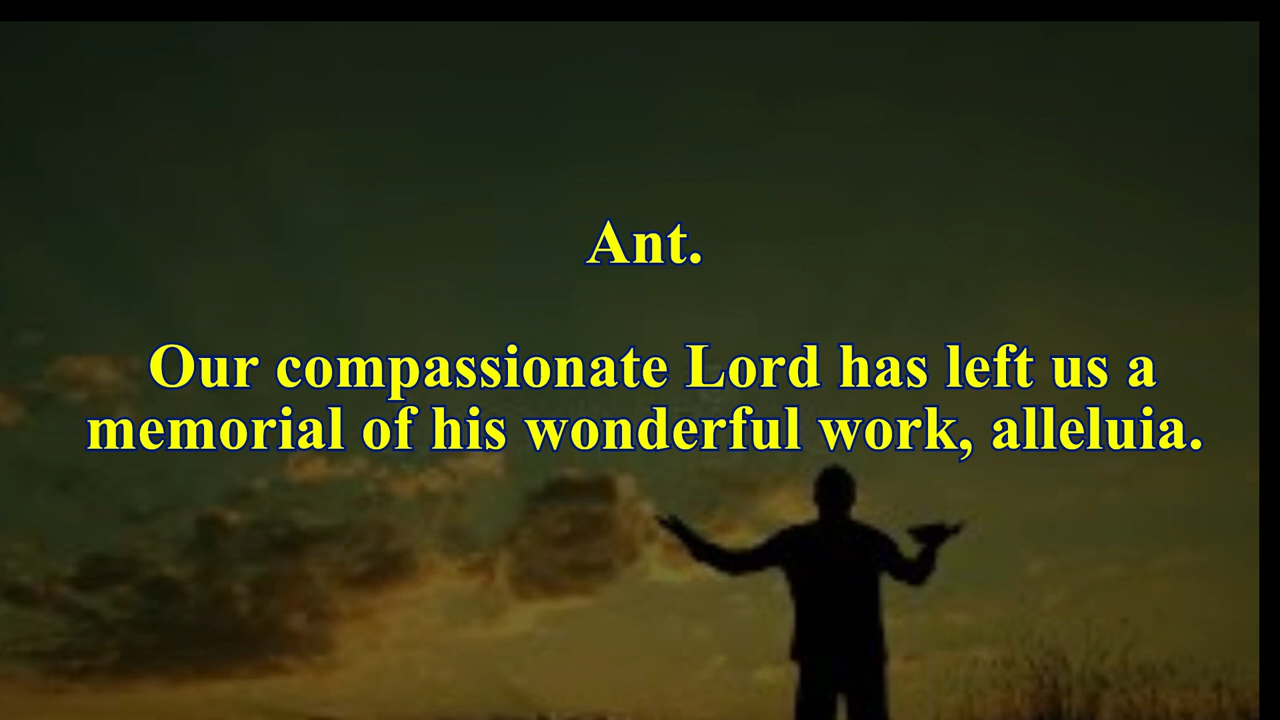 Ant.
Our compassionate Lord has left us a
memorial of his wonderful work, alleluia.